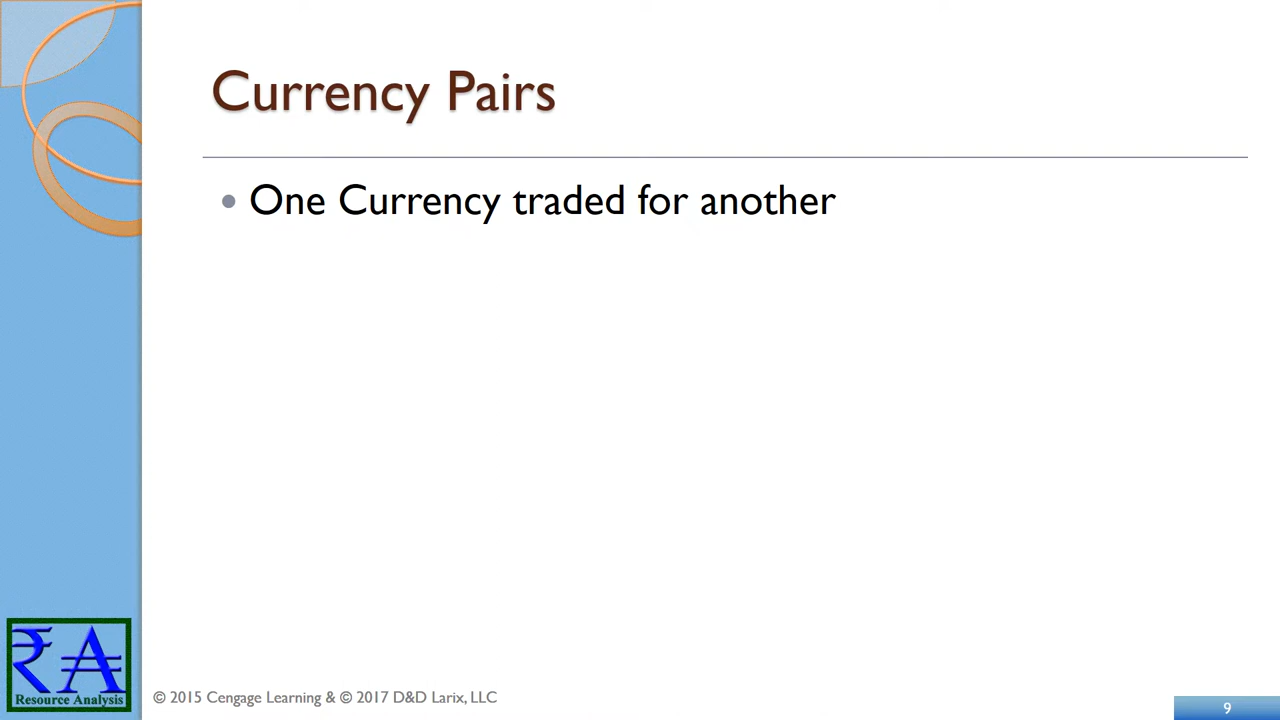 Currency Pairs
• One Currency traded for another
₹A
Resource Analysis
© 2015 Cengage Learning & © 2017 D&D Larix, LLC
9